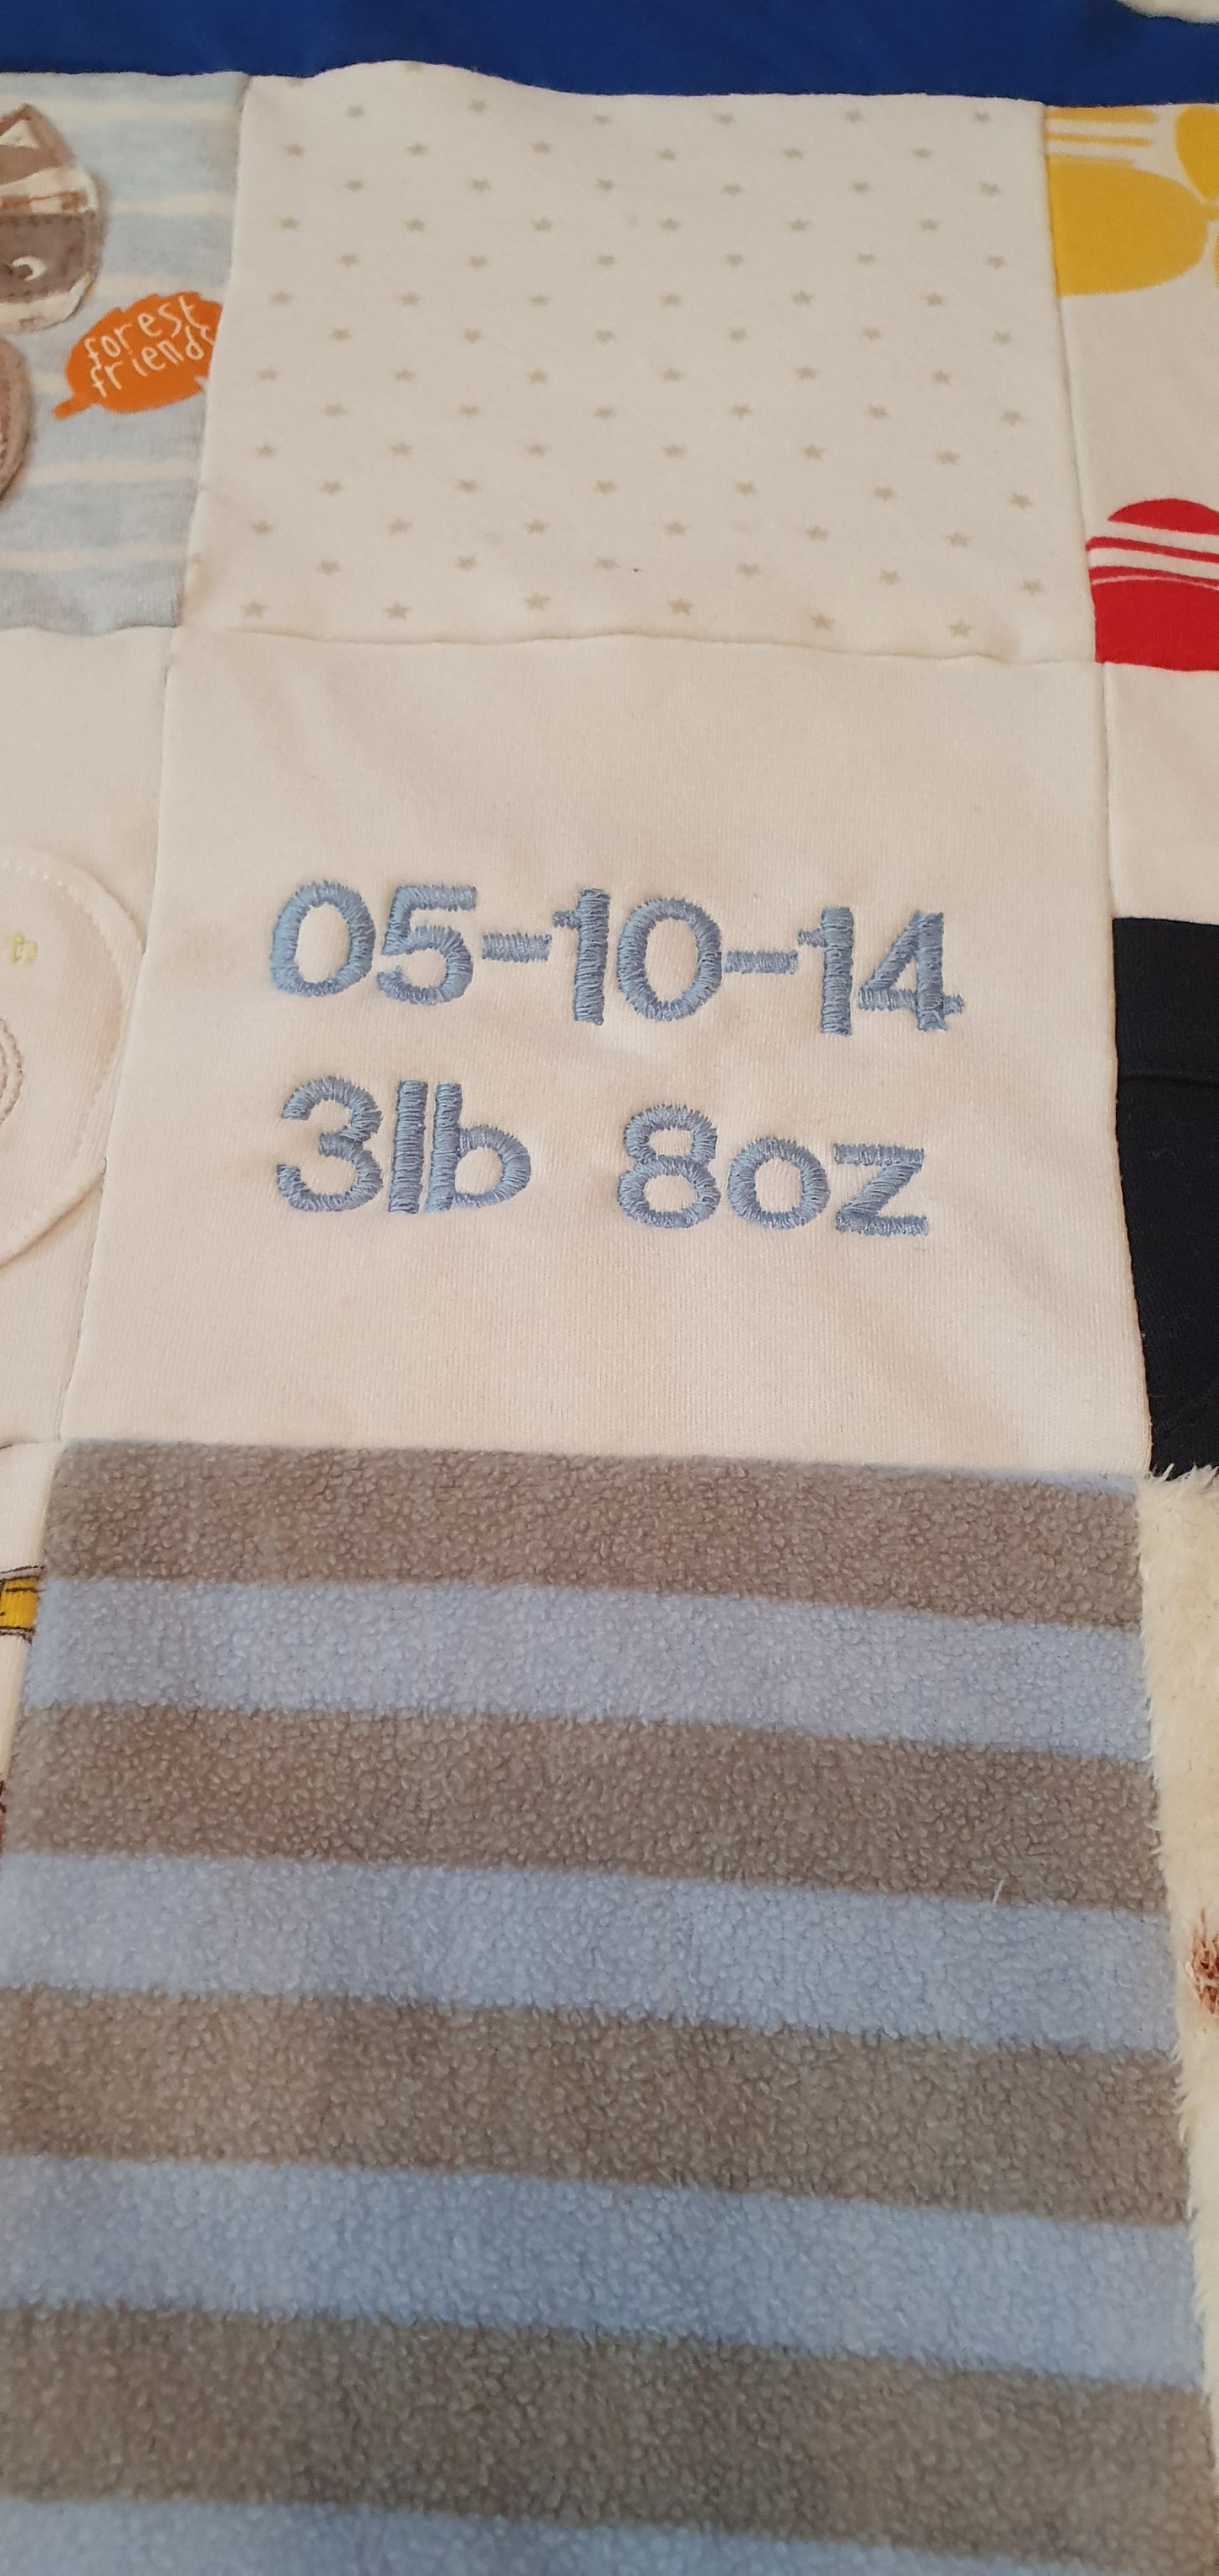 forest
friends
05-10-14
3lb 8oz